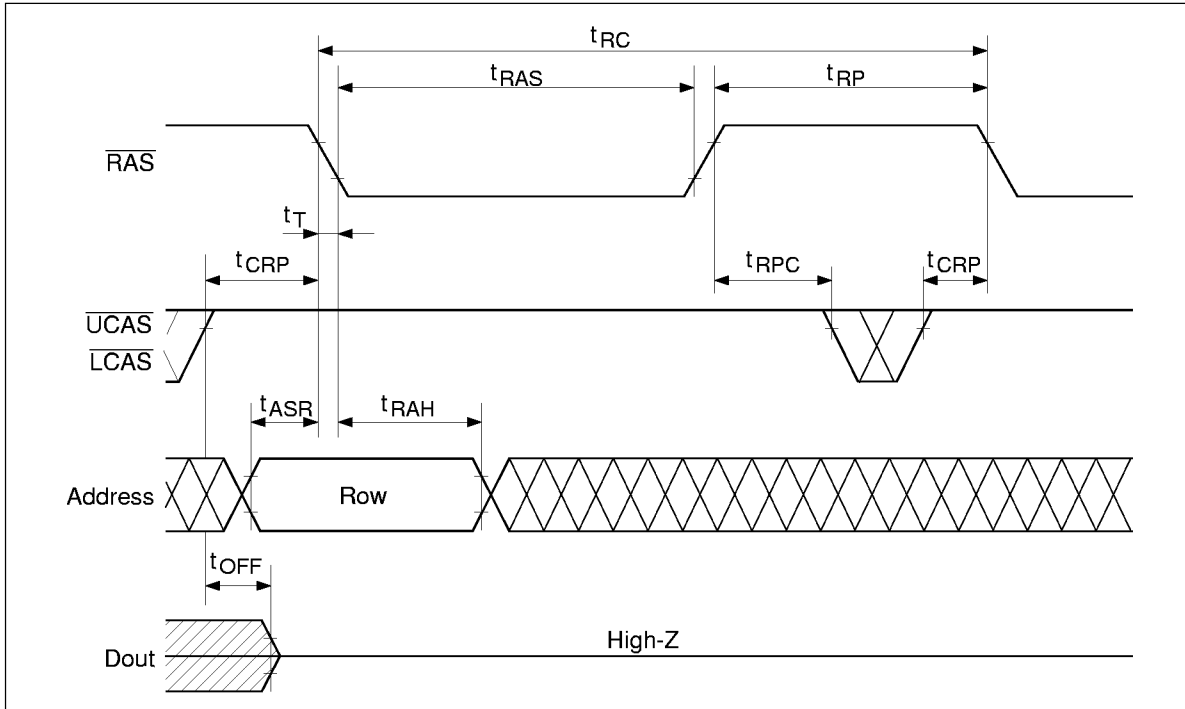 tRC
tRAS
tRP
RAS
tT
tCRP
tRPC
tCRP
UCAS
LCAS
tASR
tRAH
Address
Row
tOFF
High-Z
Dout